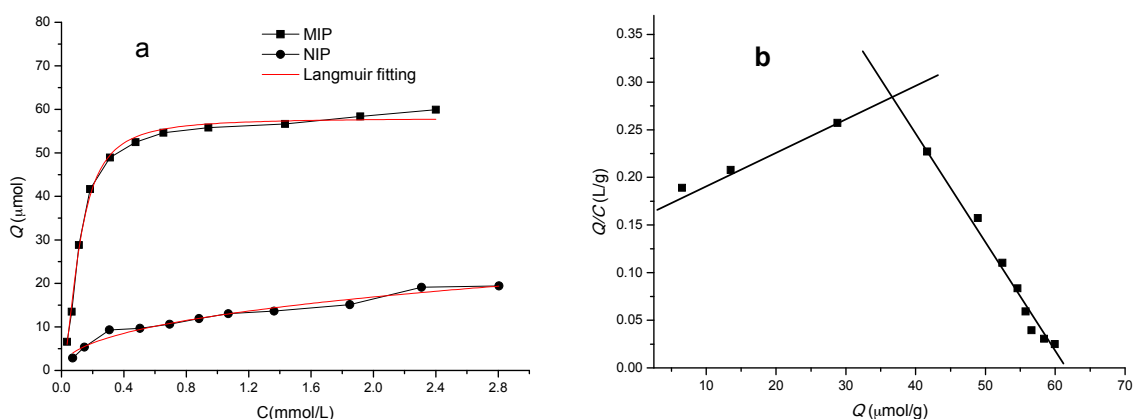 a
MIP
NIP
Langmuir fitting
Q (μmol)
80
70
60
50
40
30
20
10
0
0.0 0.4 0.8 1.2 1.6 2.0 2.4 2.8
C(mmol/L)
b
Q/C (L/g)
0.35
0.30
0.25
0.20
0.15
0.10
0.05
0.00
10 20 30 40 50 60 70
Q (μmol/g)